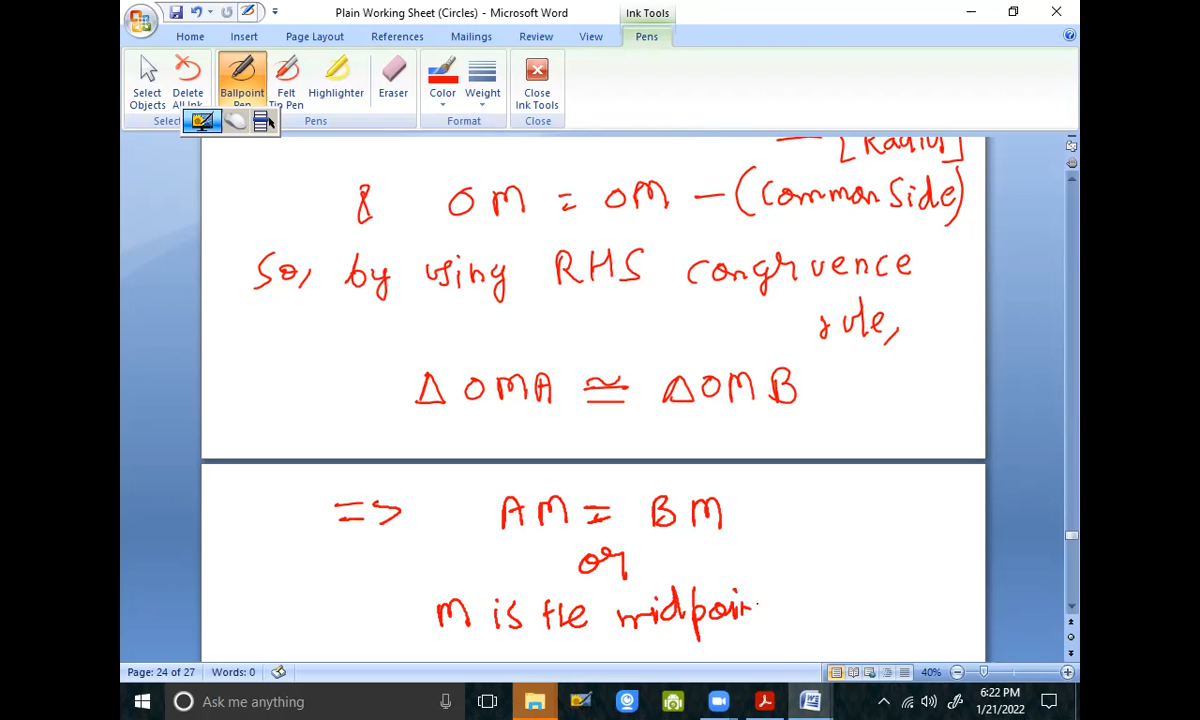 Plain Working Sheet (Circles) - Microsoft Word
Ink Tools
Home Insert Page Layout References Mailings Review View Pens
Select Objects
Delete All Ink
Ballpoint Pen
Felt Tip Pen
Highlighter
Eraser
Color
Weight
Close Ink Tools
Select
Pens
Format
Close
— [Radius]
& OM = OM — (Common Side)
So, by using RHS congruence
rule,
Δ OMA ≅ Δ OMB
=> AM = BM
or
M is the midpoin
Page: 24 of 27 Words: 0 40%
Ask me anything
6:22 PM
1/21/2022